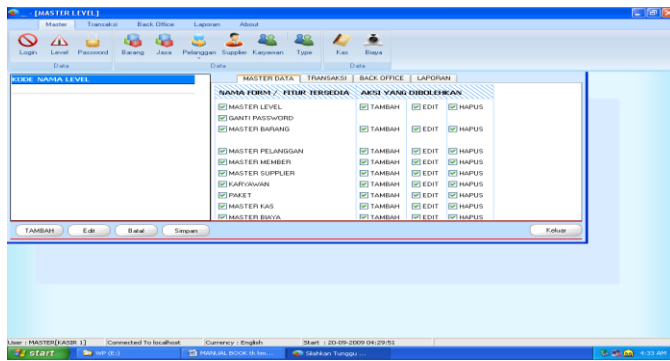 _ - [MASTER LEVEL]
Master Transaksi Back Office Laporan About
Login Level Password Barang Jasa Pelanggan Supplier Karyawan Type Kas Biaya
Data Data Data
KODE NAMA LEVEL
MASTER DATA TRANSAKSI BACK OFFICE LAPORAN
NAMA FORM / FITUR TERSEDIA AKSI YANG DIBOLEHKAN
MASTER LEVEL TAMBAH EDIT HAPUS
GANTI PASSWORD
MASTER BARANG TAMBAH EDIT HAPUS
MASTER PELANGGAN TAMBAH EDIT HAPUS
MASTER MEMBER TAMBAH EDIT HAPUS
MASTER SUPPLIER TAMBAH EDIT HAPUS
KARYAWAN TAMBAH EDIT HAPUS
PAKET TAMBAH EDIT HAPUS
MASTER KAS TAMBAH EDIT HAPUS
MASTER BIAYA TAMBAH EDIT HAPUS
TAMBAH Edit Batal Simpan Keluar
User : MASTER[KASIR 1] Connected To localhost Currency : English Start : 20-09-2009 04:29:51
start WP (E:) MANUAL BOOK th.hm... Silahkan Tunggu ... 4:33 AM